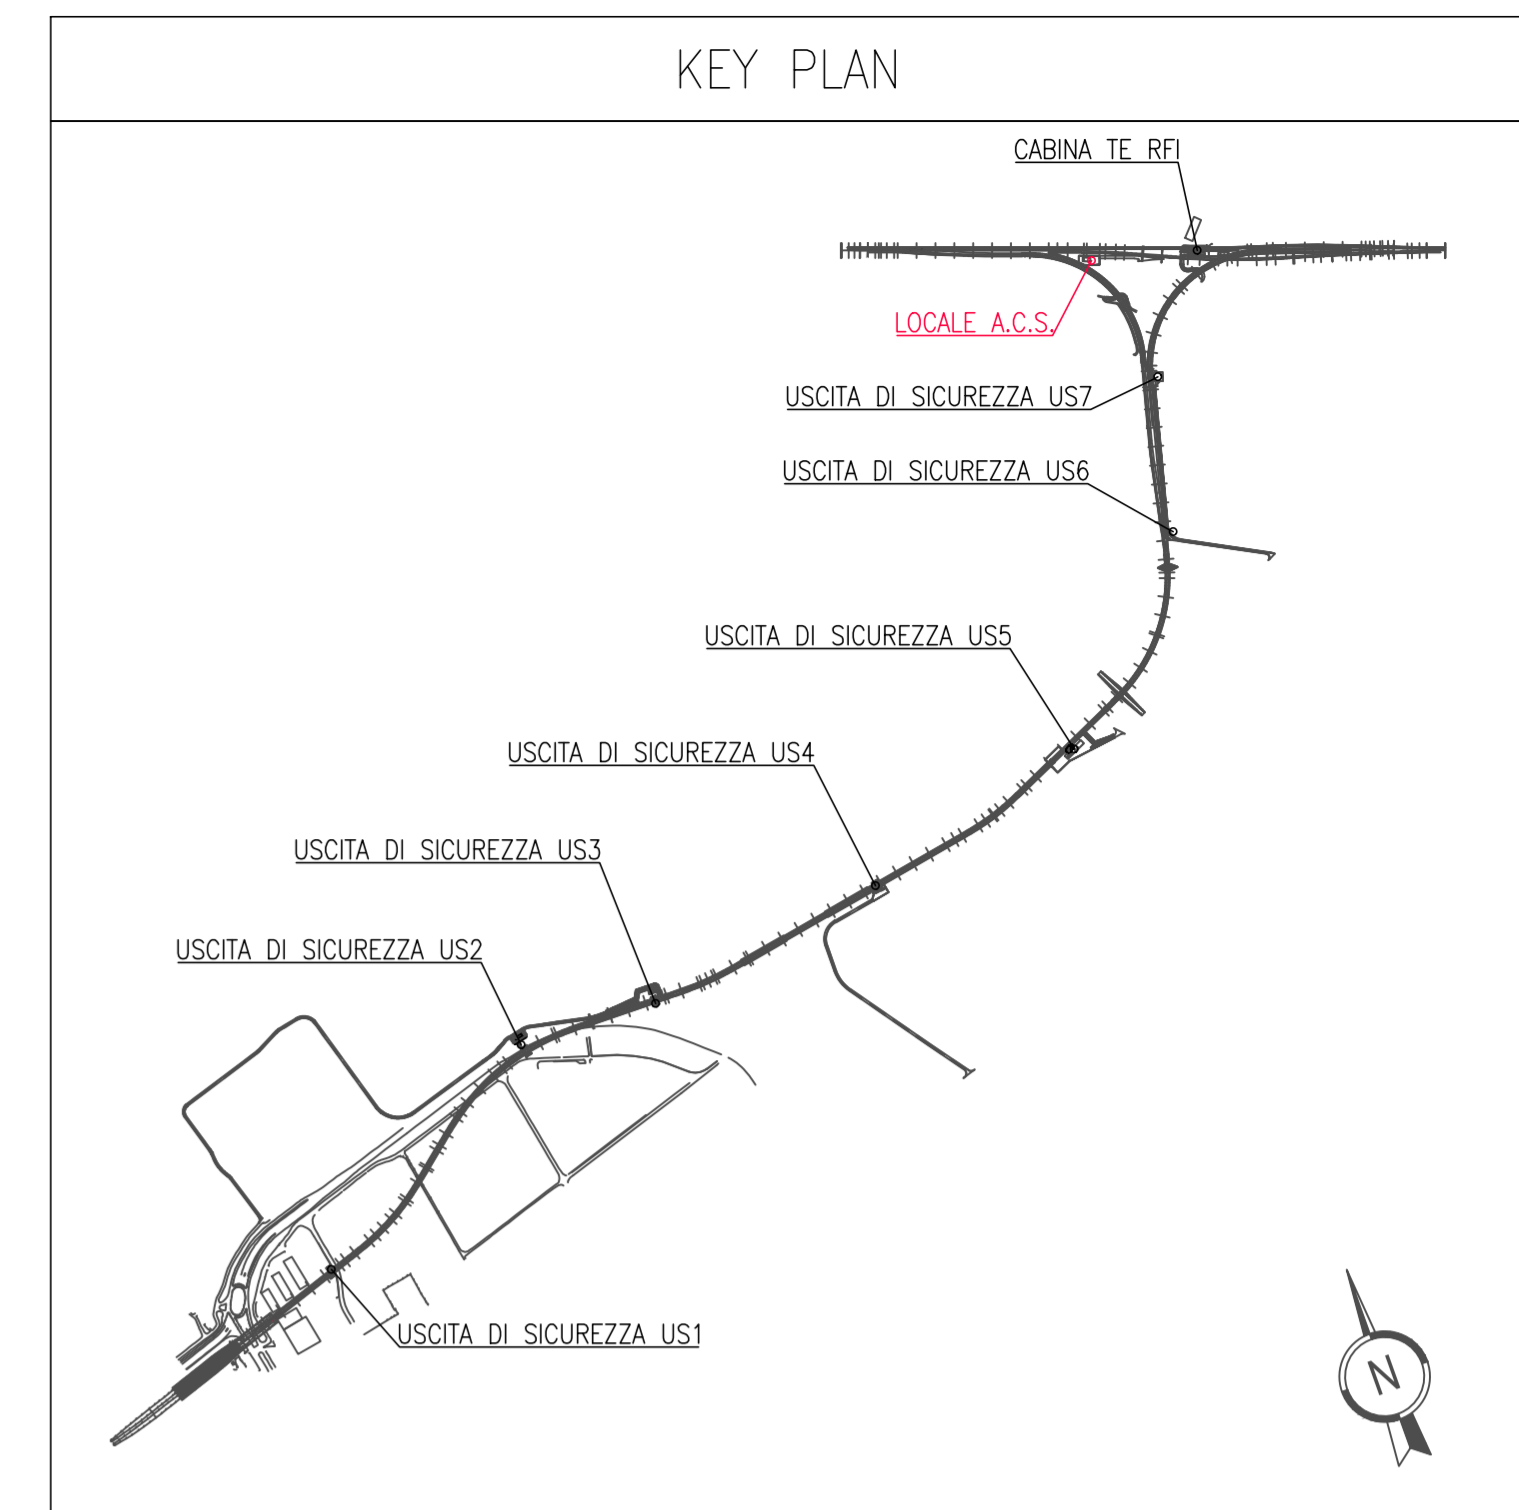 KEY PLAN
CABINA TE RFI
LOCALE A.C.S.
USCITA DI SICUREZZA US7
USCITA DI SICUREZZA US6
USCITA DI SICUREZZA US5
USCITA DI SICUREZZA US4
USCITA DI SICUREZZA US3
USCITA DI SICUREZZA US2
USCITA DI SICUREZZA US1
N